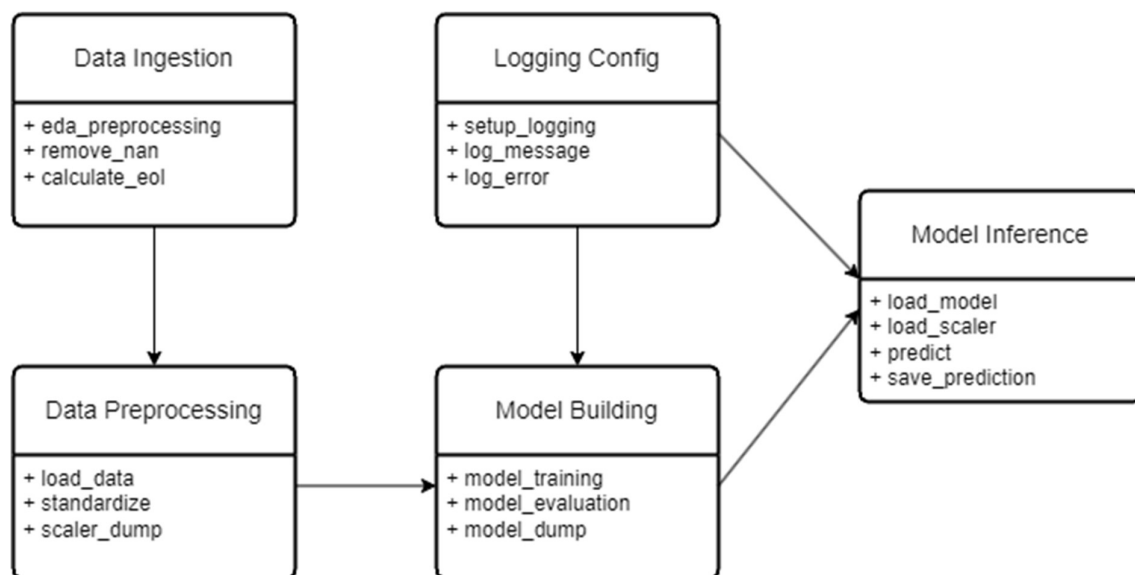 Data Ingestion
+ eda_preprocessing
+ remove_nan
+ calculate_eol
Logging Config
+ setup_logging
+ log_message
+ log_error
Model Inference
+ load_model
+ load_scaler
+ predict
+ save_prediction
Data Preprocessing
+ load_data
+ standardize
+ scaler_dump
Model Building
+ model_training
+ model_evaluation
+ model_dump